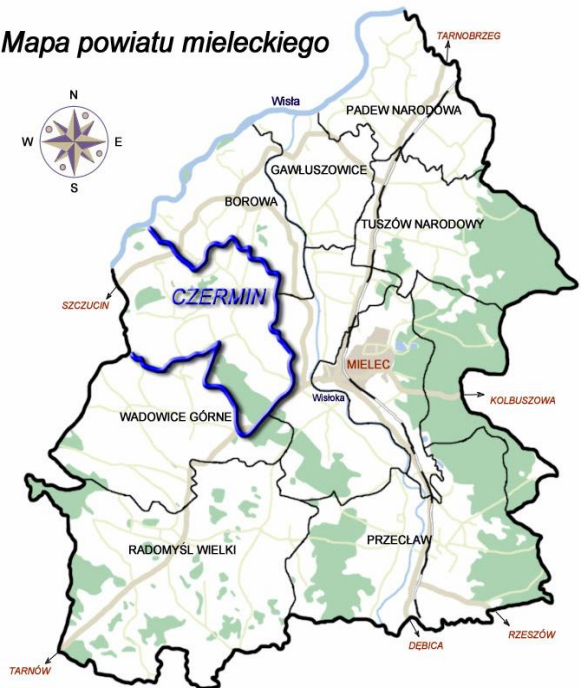 Mapa powiatu mieleckiego
TARNOBRZEG
N
W E
S
Wisła
PADEW NARODOWA
GAWŁUSZOWICE
BOROWA
TUSZÓW NARODOWY
CZERMIN
SZCZUCIN
MIELEC
KOLBUSZOWA
Wisłoka
WADOWICE GÓRNE
PRZECŁAW
RADOMYŚL WIELKI
RZESZÓW
DĘBICA
TARNÓW